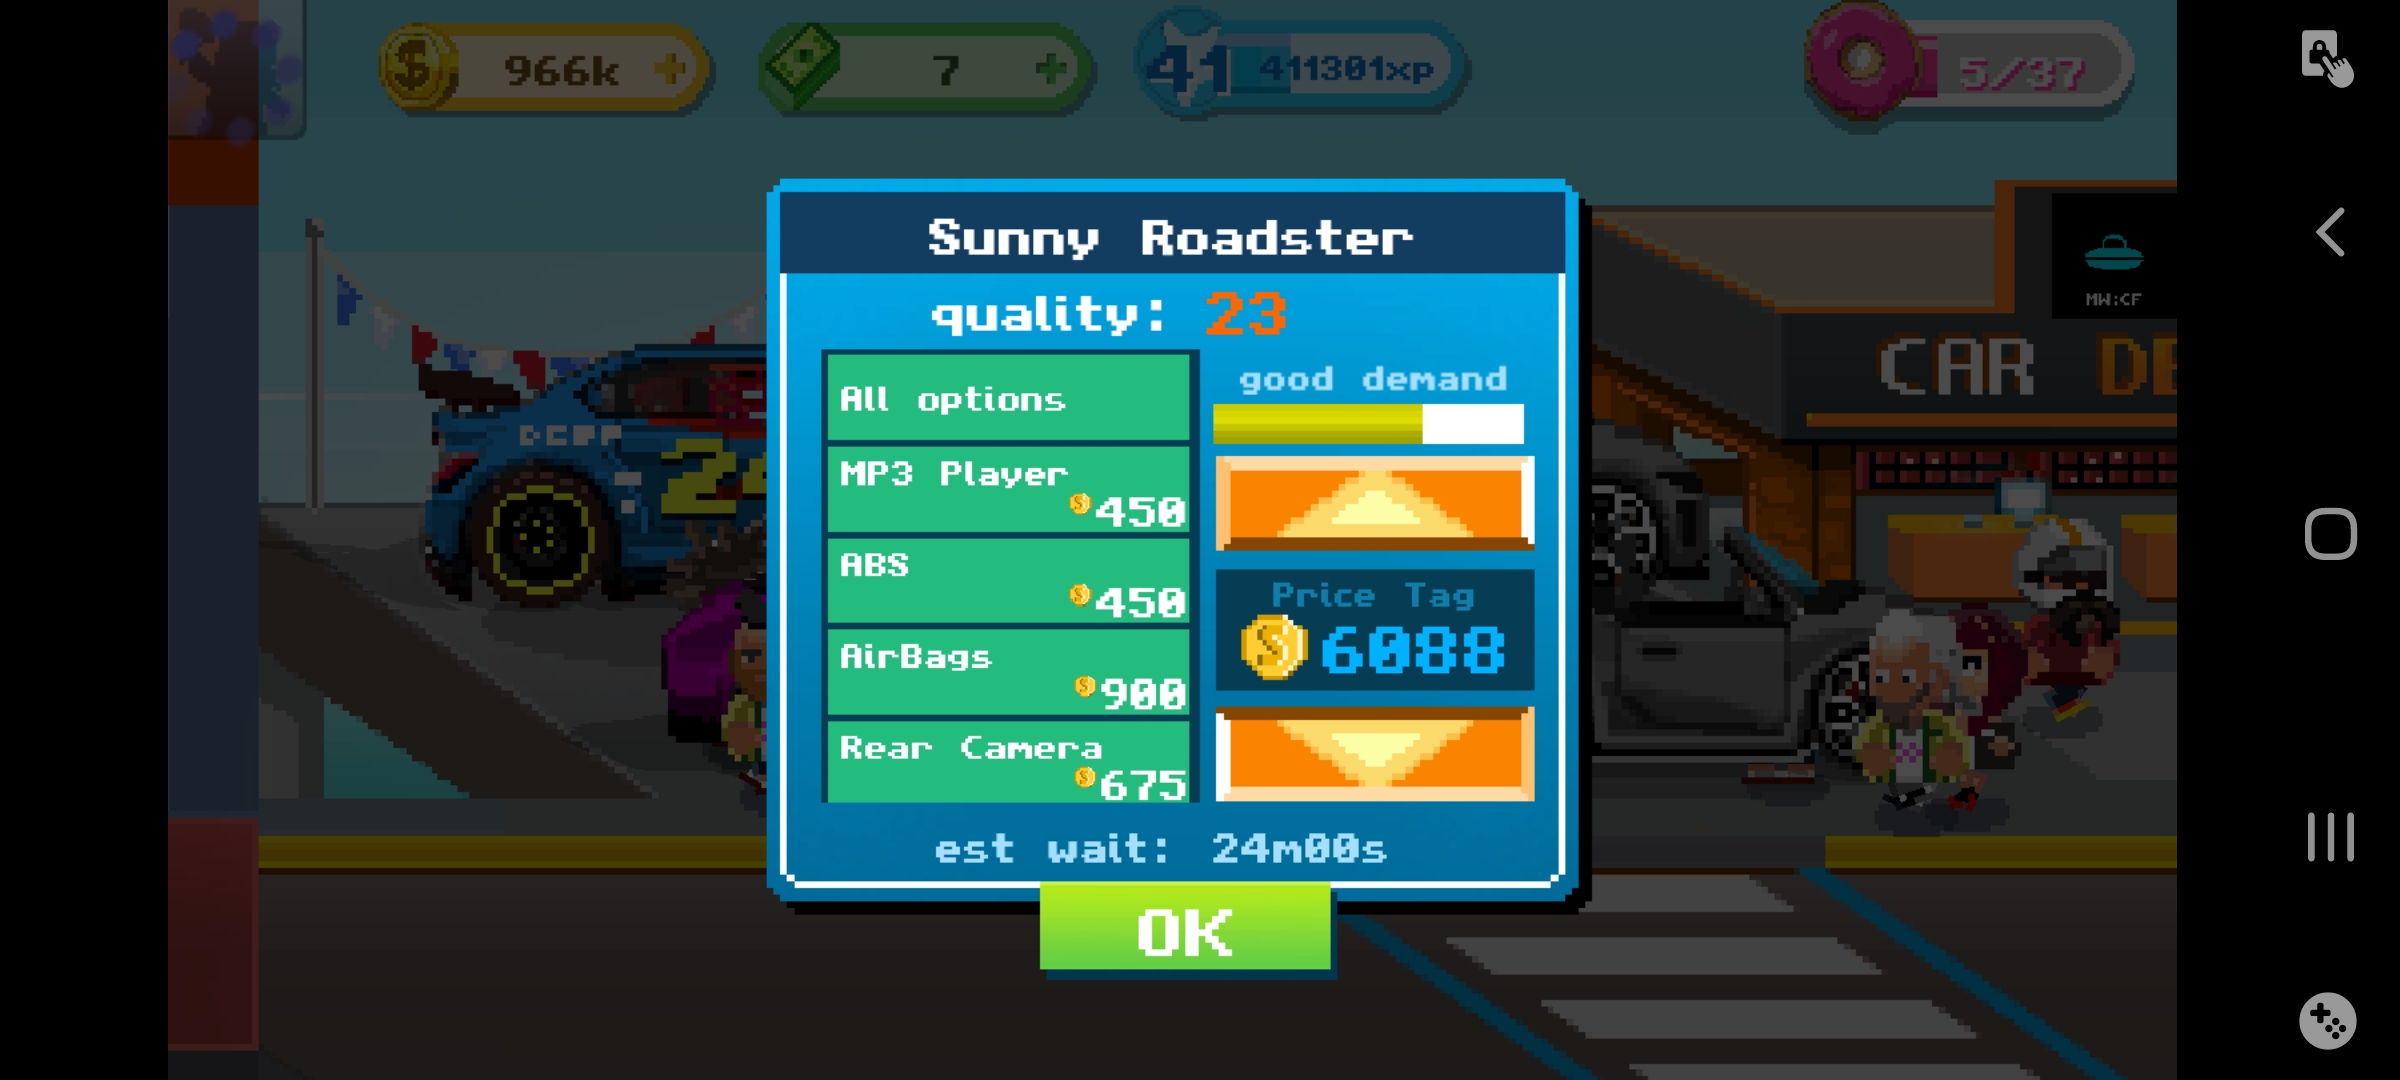 966k
7
41
411301xp
5/37
Sunny Roadster
quality: 23
All options
good demand
MP3 Player
450
ABS
450
AirBags
900
Rear Camera
675
Price Tag
6088
est wait: 24m00s
OK
MW:CF
CAR